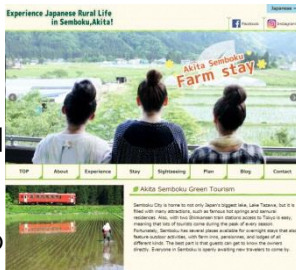 Experience Japanese Rural Life
in Semboku,Akita!
Japanese
Facebook
Instagram
Akita Semboku
Farm stay
TOP
About
Experience
Stay
Sightseeing
Plan
Blog
Contact
Akita Semboku Green Tourism
Semboku City is home to not only Japan's biggest lake, Lake Tazawa, but it is
filled with many attractions, such as famous hot springs and samurai
residences. Also, with two Shinkansen train stations access to Tokyo is easy,
meaning that lots of tourists come during the peak of every season.
Fortunately, Semboku has several places available for overnight stays that also
feature outdoor activities, with farm inns, pensiones, and lodges of all
different kinds. The best part is that guests can get to know the owners
directly. Everyone in Semboku is openly awaiting new travelers to come by.